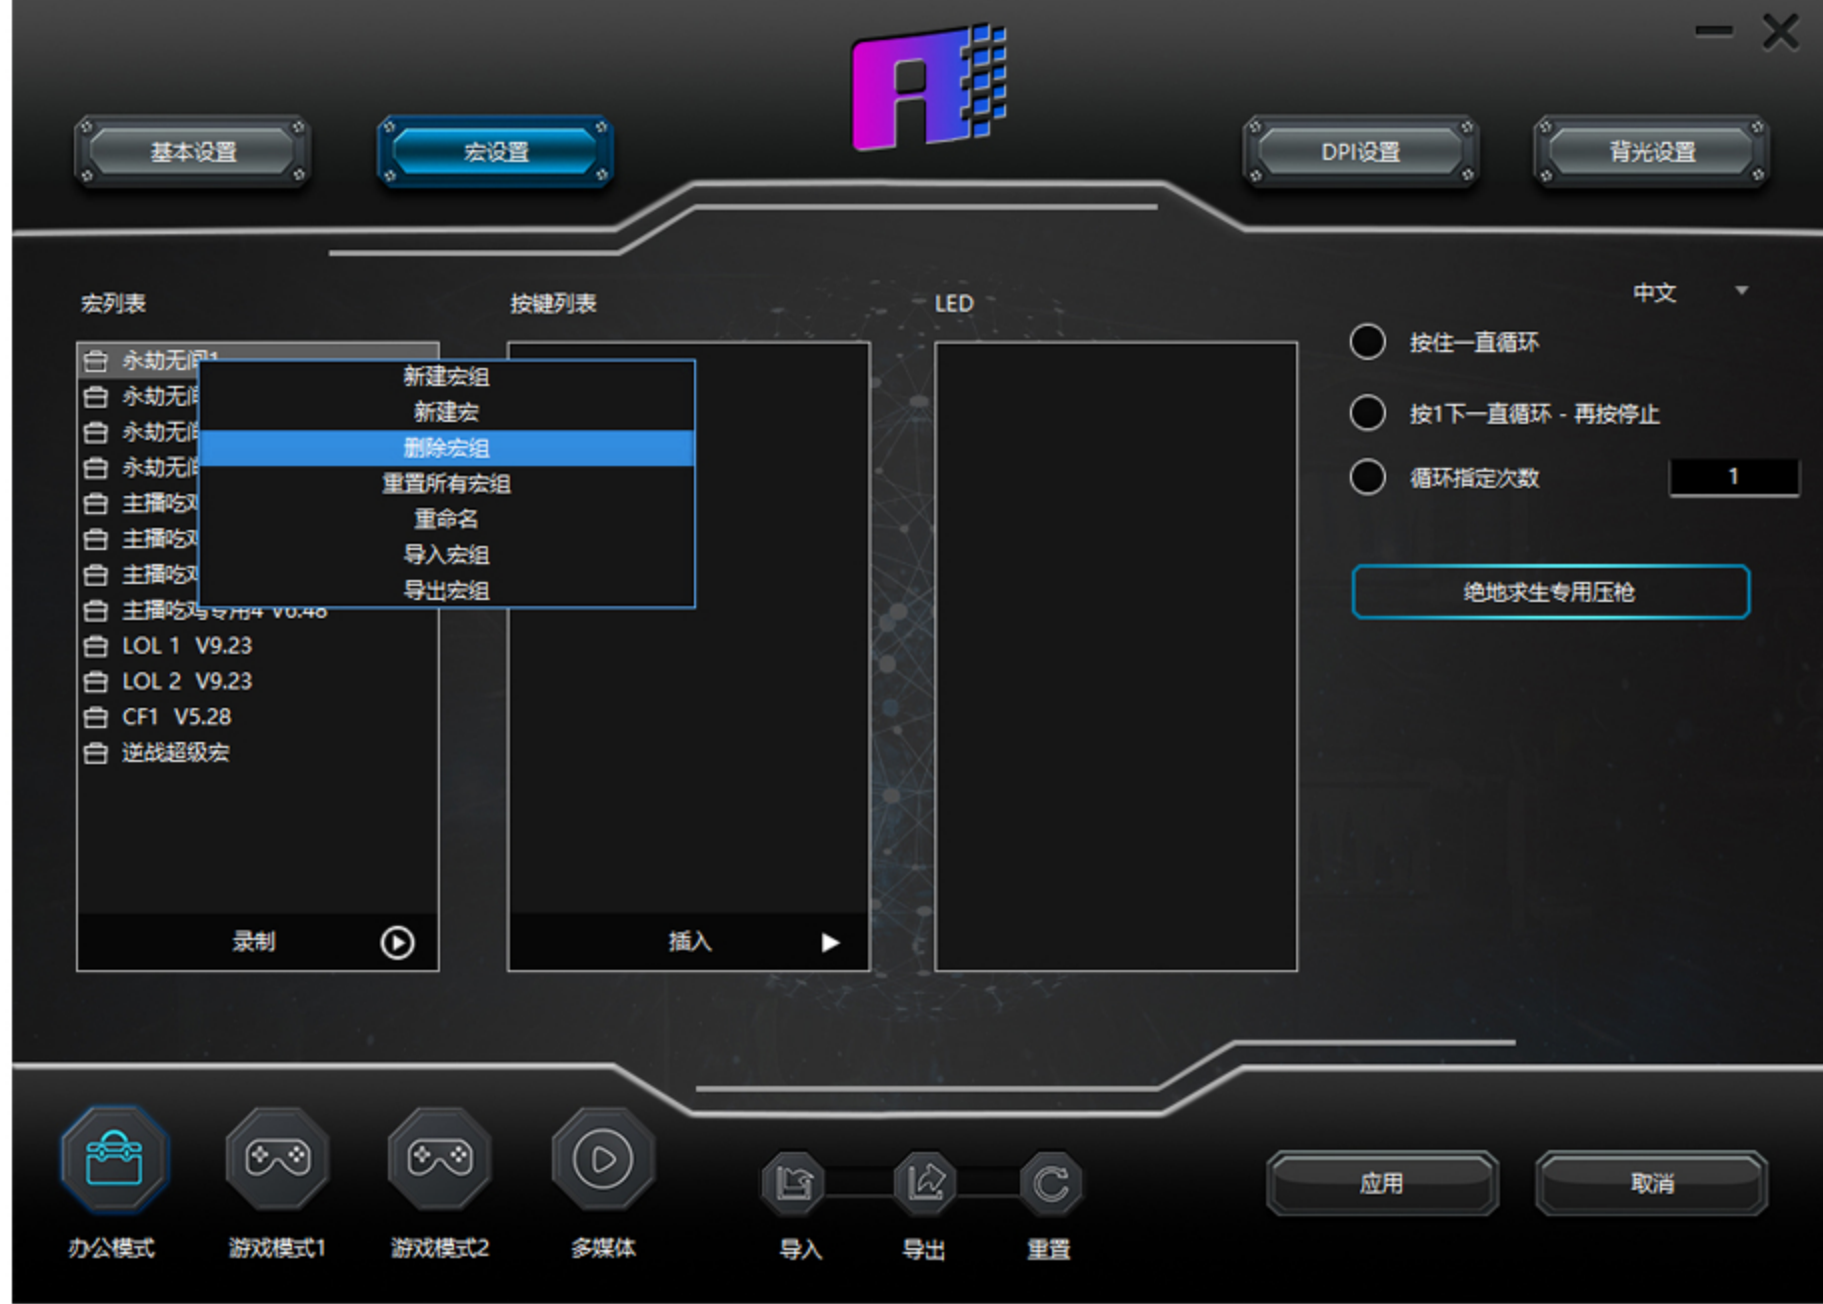 基本设置
宏设置
DPI设置
背光设置
宏列表
按键列表
LED
中文
永劫无间1
永劫无间
永劫无间
永劫无间
主播吃
主播吃
主播吃
主播吃鸡专用4 V6.48
LOL 1 V9.23
LOL 2 V9.23
CF1 V5.28
逆战超级宏
新建宏组
新建宏
删除宏组
重置所有宏组
重命名
导入宏组
导出宏组
录制
插入
按住一直循环
按1下一直循环 - 再按停止
循环指定次数
1
绝地求生专用压枪
办公模式
游戏模式1
游戏模式2
多媒体
导入
导出
重置
应用
取消